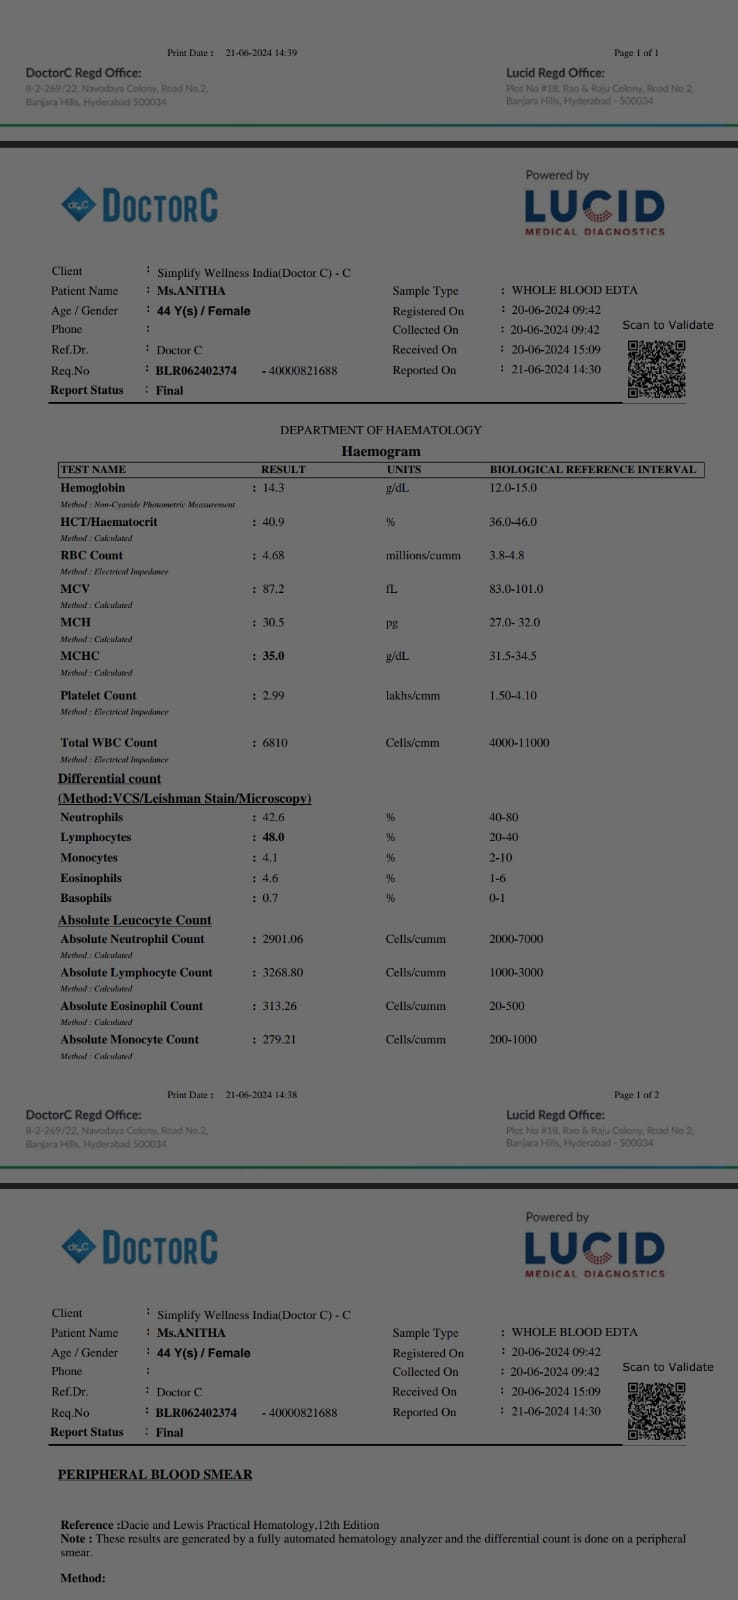 Print Date : 21-06-2024 14:39 Page 1 of 1
DoctorC Regd Office: Lucid Regd Office:
8-2-269/22, Navodaya Colony, Road No.2, Plot No #18, Rao & Raju Colony, Road No 2,
Banjara Hills, Hyderabad 500034 Banjara Hills, Hyderabad - 500034
Powered by
dr.C DOCTORC LUCID
MEDICAL DIAGNOSTICS
Client : Simplify Wellness India(Doctor C) - C
Patient Name : Ms.ANITHA Sample Type : WHOLE BLOOD EDTA
Age / Gender : 44 Y(s) / Female Registered On : 20-06-2024 09:42
Phone : Collected On : 20-06-2024 09:42 Scan to Validate
Ref.Dr. : Doctor C Received On : 20-06-2024 15:09
Req.No : BLR062402374 - 40000821688 Reported On : 21-06-2024 14:30
Report Status : Final
DEPARTMENT OF HAEMATOLOGY
Haemogram
TEST NAME RESULT UNITS BIOLOGICAL REFERENCE INTERVAL
Hemoglobin : 14.3 g/dL 12.0-15.0
Method : Non-Cyanide Photometric Measurement
HCT/Haematocrit : 40.9 % 36.0-46.0
Method : Calculated
RBC Count : 4.68 millions/cumm 3.8-4.8
Method : Electrical Impedance
MCV : 87.2 fL 83.0-101.0
Method : Calculated
MCH : 30.5 pg 27.0- 32.0
Method : Calculated
MCHC : 35.0 g/dL 31.5-34.5
Method : Calculated
Platelet Count : 2.99 lakhs/cmm 1.50-4.10
Method : Electrical Impedance
Total WBC Count : 6810 Cells/cmm 4000-11000
Method : Electrical Impedance
Differential count
(Method:VCS/Leishman Stain/Microscopy)
Neutrophils : 42.6 % 40-80
Lymphocytes : 48.0 % 20-40
Monocytes : 4.1 % 2-10
Eosinophils : 4.6 % 1-6
Basophils : 0.7 % 0-1
Absolute Leucocyte Count
Absolute Neutrophil Count : 2901.06 Cells/cumm 2000-7000
Method : Calculated
Absolute Lymphocyte Count : 3268.80 Cells/cumm 1000-3000
Method : Calculated
Absolute Eosinophil Count : 313.26 Cells/cumm 20-500
Method : Calculated
Absolute Monocyte Count : 279.21 Cells/cumm 200-1000
Method : Calculated
Print Date : 21-06-2024 14:38 Page 1 of 2
DoctorC Regd Office: Lucid Regd Office:
8-2-269/22, Navodaya Colony, Road No.2, Plot No #18, Rao & Raju Colony, Road No 2,
Banjara Hills, Hyderabad 500034 Banjara Hills, Hyderabad - 500034
Powered by
dr.C DOCTORC LUCID
MEDICAL DIAGNOSTICS
Client : Simplify Wellness India(Doctor C) - C
Patient Name : Ms.ANITHA Sample Type : WHOLE BLOOD EDTA
Age / Gender : 44 Y(s) / Female Registered On : 20-06-2024 09:42
Phone : Collected On : 20-06-2024 09:42 Scan to Validate
Ref.Dr. : Doctor C Received On : 20-06-2024 15:09
Req.No : BLR062402374 - 40000821688 Reported On : 21-06-2024 14:30
Report Status : Final
PERIPHERAL BLOOD SMEAR
Reference :Dacie and Lewis Practical Hematology,12th Edition
Note : These results are generated by a fully automated hematology analyzer and the differential count is done on a peripheral
smear.
Method: